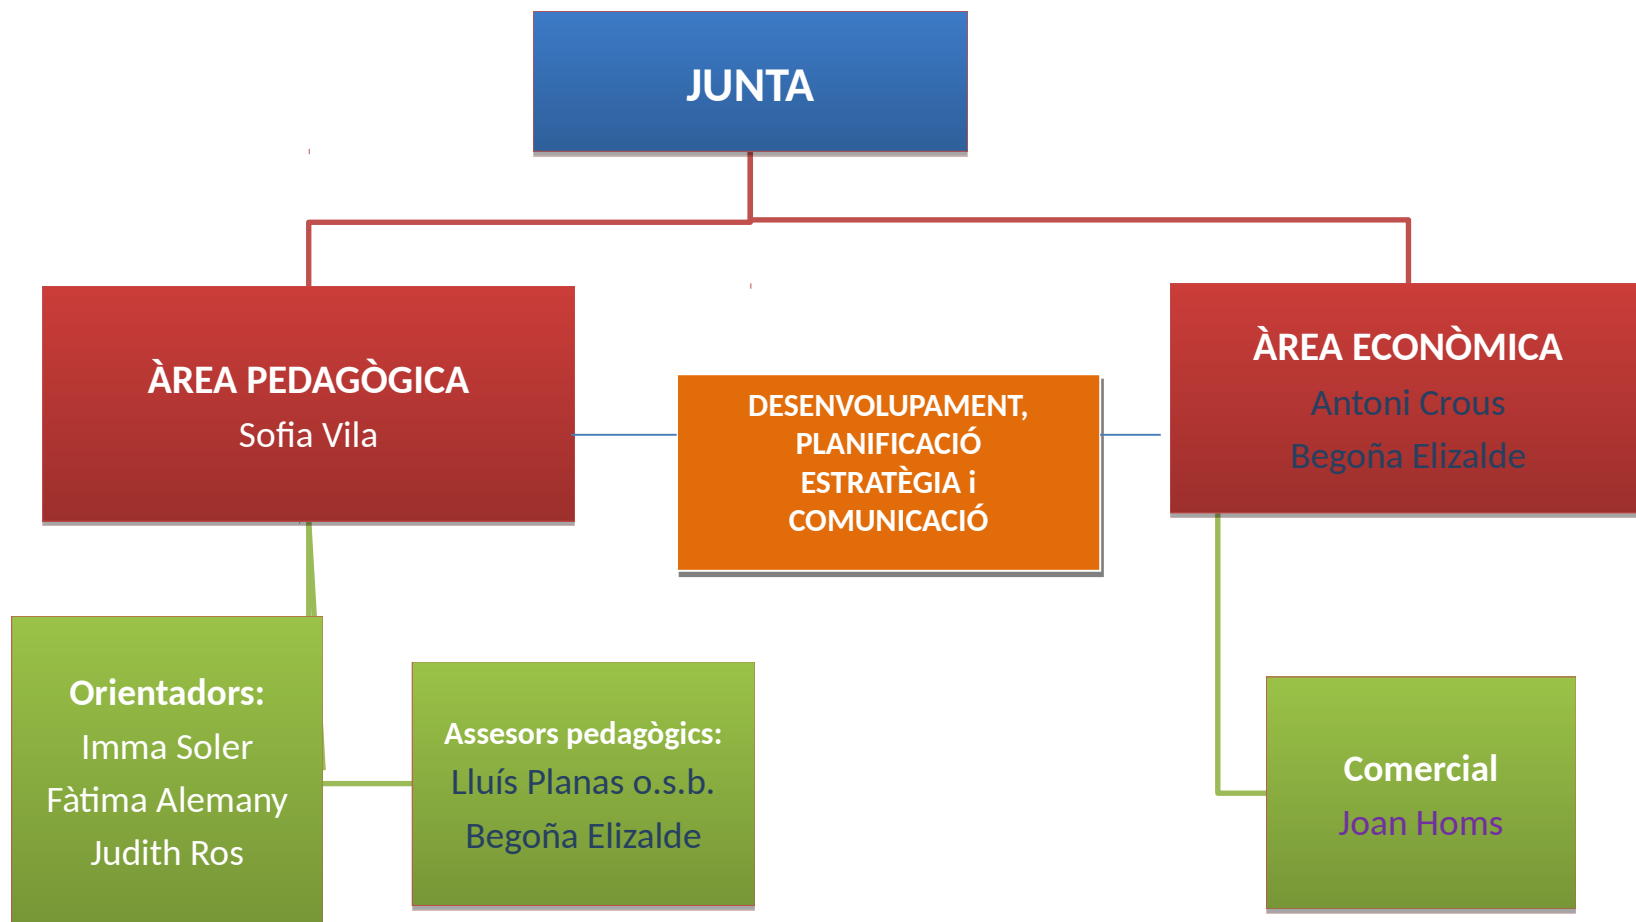 JUNTA
ÀREA PEDAGÒGICA
Sofia Vila
DESENVOLUPAMENT,
PLANIFICACIÓ
ESTRATÈGIA i
COMUNICACIÓ
ÀREA ECONÒMICA
Antoni Crous
Begoña Elizalde
Orientadors:
Imma Soler
Fàtima Alemany
Judith Ros
Assesors pedagògics:
Lluís Planas o.s.b.
Begoña Elizalde
Comercial
Joan Homs